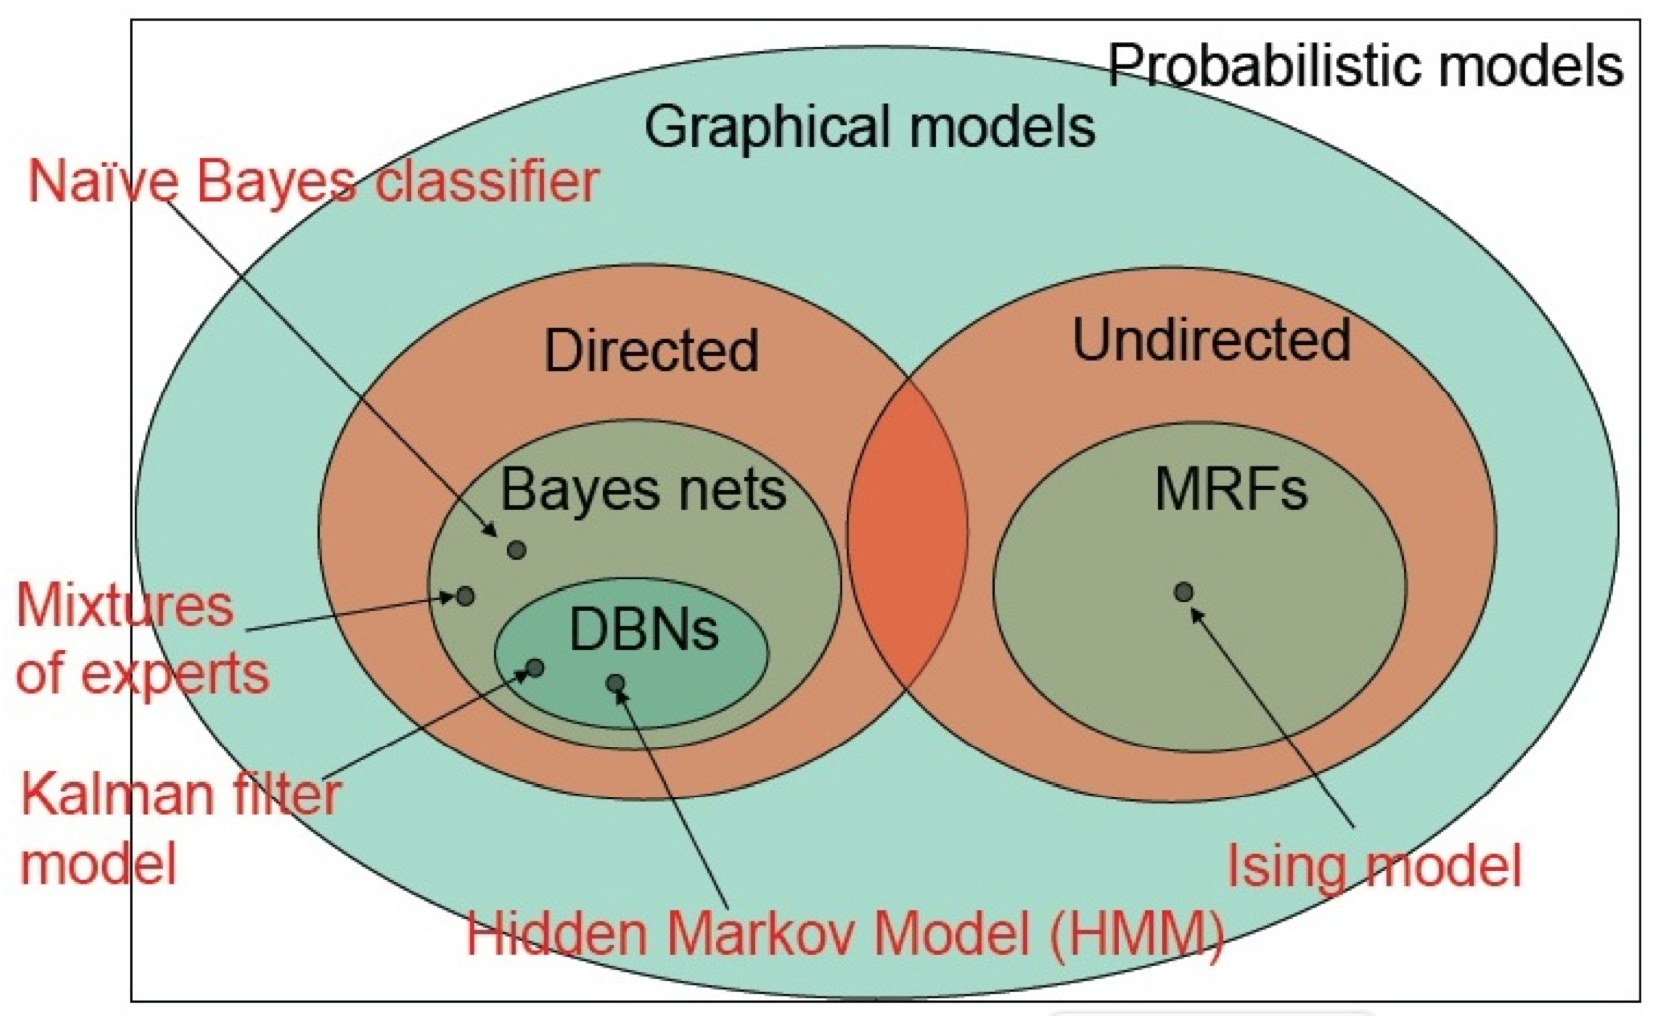 Probabilistic models
Graphical models
Naïve Bayes classifier
Directed
Undirected
Bayes nets
MRFs
Mixtures
of experts
DBNs
Kalman filter
model
Ising model
Hidden Markov Model (HMM)